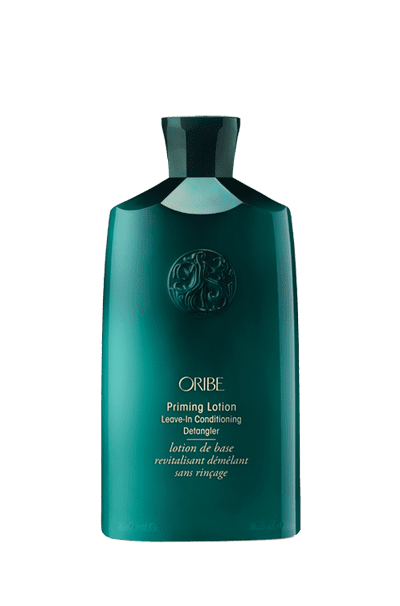 ORIBE
Priming Lotion
Leave-In Conditioning
Detangler
lotion de base
revitalisant démêlant
sans rinçage